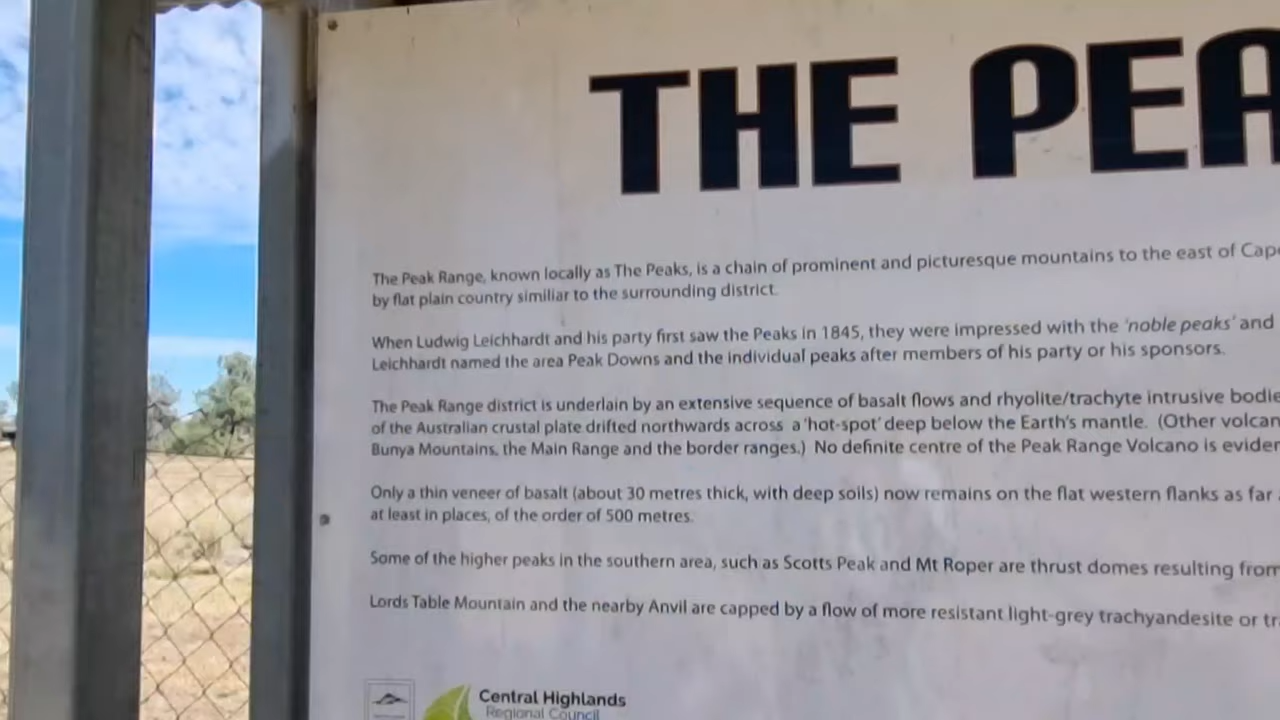 THE PEA
The Peak Range, known locally as The Peaks, is a chain of prominent and picturesque mountains to the east of Cap
by flat plain country similiar to the surrounding district.
When Ludwig Leichhardt and his party first saw the Peaks in 1845, they were impressed with the 'noble peaks' and
Leichhardt named the area Peak Downs and the individual peaks after members of his party or his sponsors.
The Peak Range district is underlain by an extensive sequence of basalt flows and rhyolite/trachyte intrusive bodie
of the Australian crustal plate drifted northwards across a 'hot-spot' deep below the Earth's mantle. (Other volcan
Bunya Mountains, the Main Range and the border ranges.) No definite centre of the Peak Range Volcano is eviden
Only a thin veneer of basalt (about 30 metres thick, with deep soils) now remains on the flat western flanks as far
at least in places, of the order of 500 metres.
Some of the higher peaks in the southern area, such as Scotts Peak and Mt Roper are thrust domes resulting from
Lords Table Mountain and the nearby Anvil are capped by a flow of more resistant light-grey trachyandesite or tr
Central Highlands
Regional Council